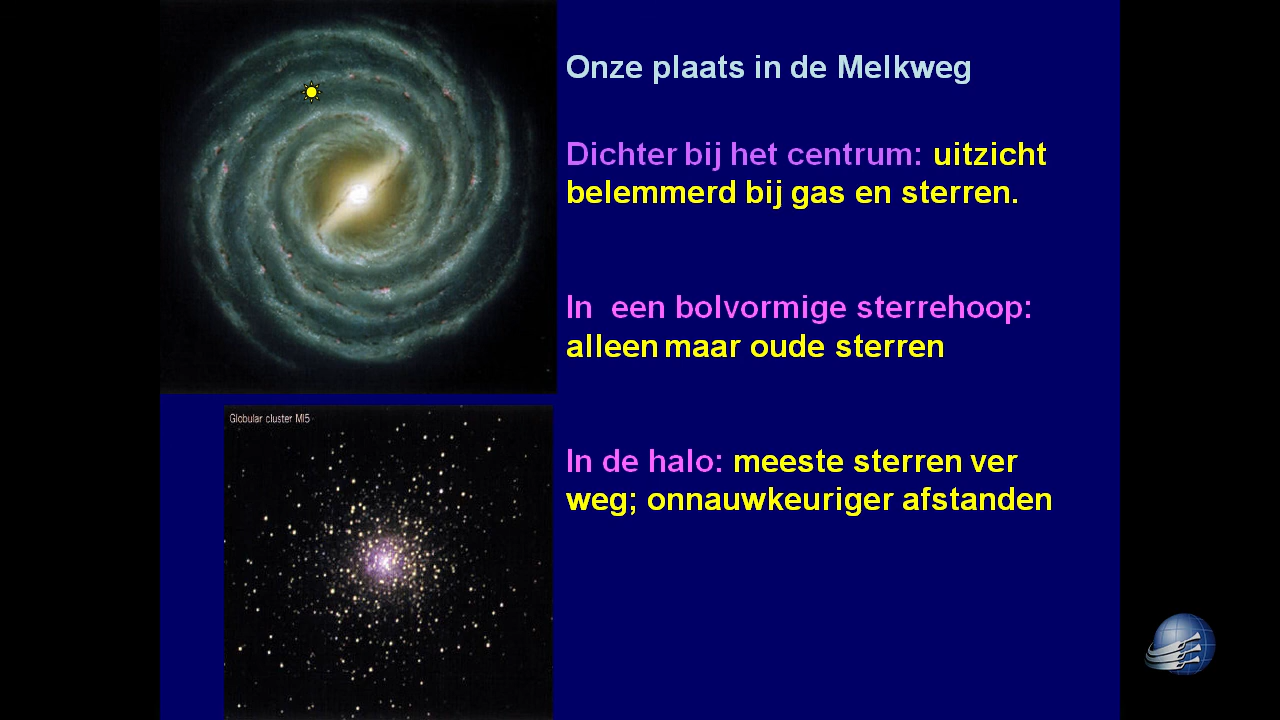 Onze plaats in de Melkweg
Dichter bij het centrum: uitzicht
belemmerd bij gas en sterren.
In een bolvormige sterrehoop:
alleen maar oude sterren
Globular cluster M15
In de halo: meeste sterren ver
weg; onnauwkeuriger afstanden